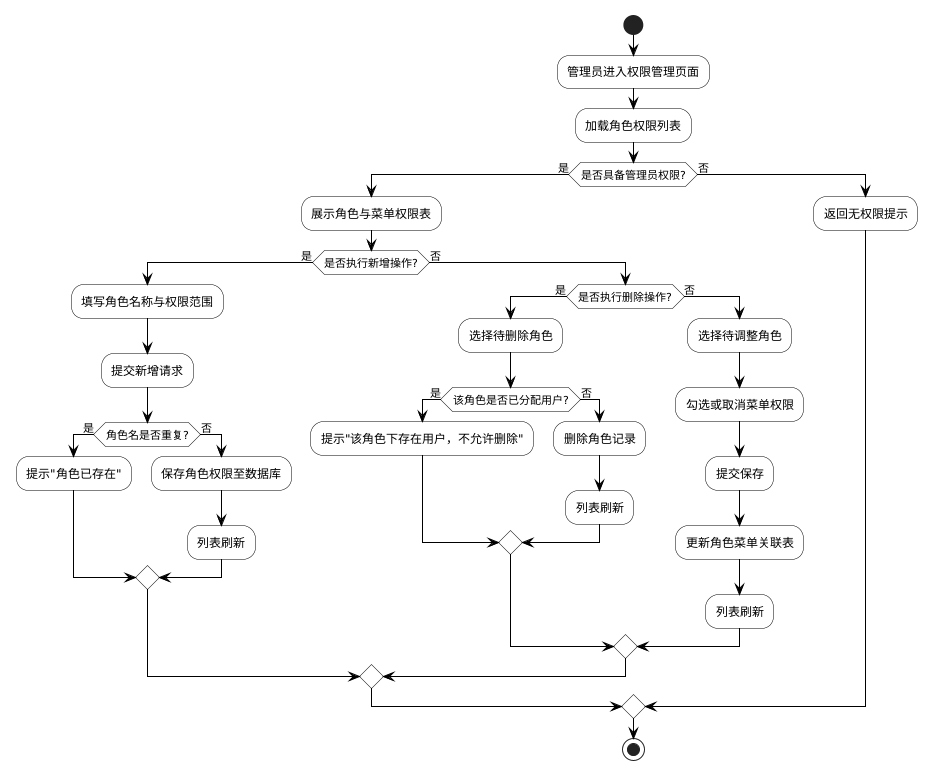 管理员进入权限管理页面
加载角色权限列表
是
是否具备管理员权限?
否
展示角色与菜单权限表
返回无权限提示
是
是否执行新增操作?
否
填写角色名称与权限范围
是
是否执行删除操作?
否
提交新增请求
选择待删除角色
选择待调整角色
是
角色名是否重复?
否
是
该角色是否已分配用户?
否
勾选或取消菜单权限
提示"角色已存在"
保存角色权限至数据库
提示"该角色下存在用户，不允许删除"
删除角色记录
提交保存
列表刷新
列表刷新
更新角色菜单关联表
列表刷新